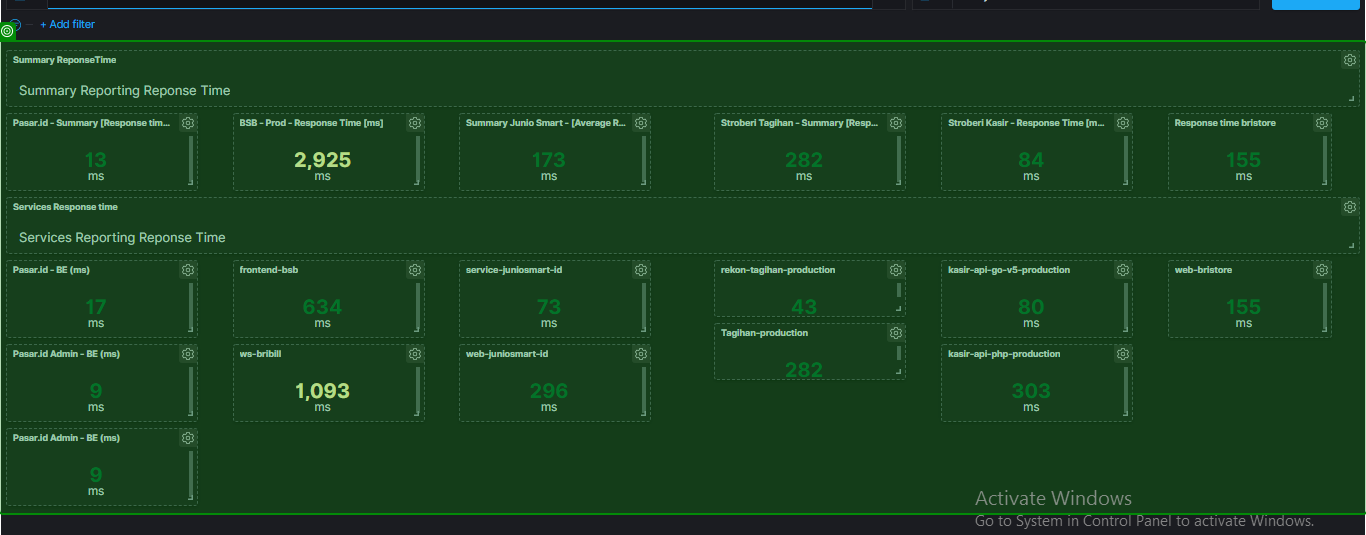 + Add filter
Summary ReponseTime
Summary Reporting Reponse Time
Pasar.id - Summary [Response tim...
13
ms
BSB - Prod - Response Time [ms]
2,925
ms
Summary Junio Smart - [Average R...
173
ms
Stroberi Tagihan - Summary [Resp...
282
ms
Stroberi Kasir - Response Time [m...
84
ms
Response time bristore
155
ms
Services Response time
Services Reporting Reponse Time
Pasar.id - BE (ms)
17
ms
frontend-bsb
634
ms
service-juniosmart-id
73
ms
rekon-tagihan-production
43
kasir-api-go-v5-production
80
ms
web-bristore
155
ms
Tagihan-production
282
Pasar.id Admin - BE (ms)
9
ms
ws-bribill
1,093
ms
web-juniosmart-id
296
ms
kasir-api-php-production
303
ms
Pasar.id Admin - BE (ms)
9
ms
Activate Windows
Go to System in Control Panel to activate Windows.